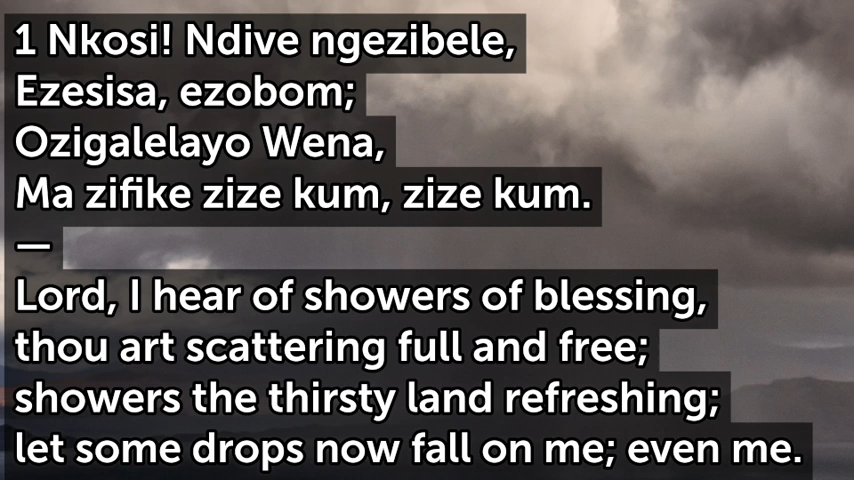 1 Nkosi! Ndive ngezibele,
Ezesisa, ezobom;
Ozigalelayo Wena,
Ma zifike zize kum, zize kum.
—
Lord, I hear of showers of blessing,
thou art scattering full and free;
showers the thirsty land refreshing;
let some drops now fall on me; even me.